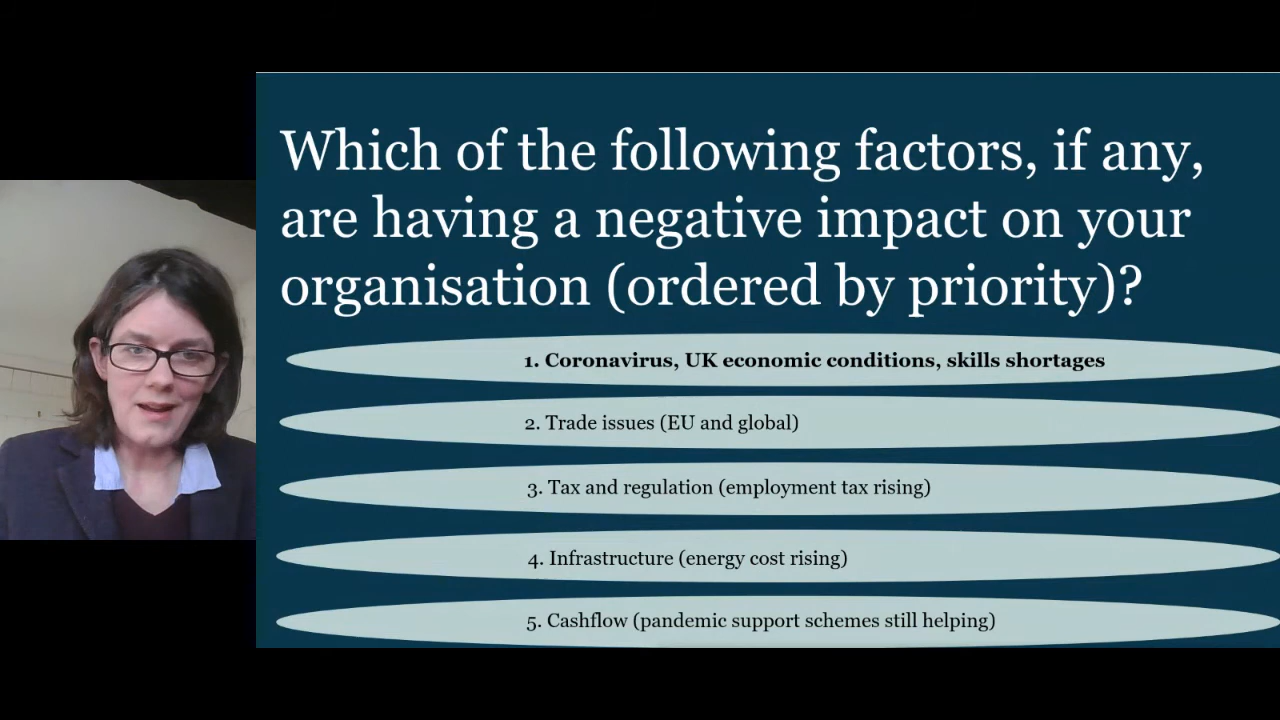 Which of the following factors, if any,
are having a negative impact on your
organisation (ordered by priority)?
1. Coronavirus, UK economic conditions, skills shortages
2. Trade issues (EU and global)
3. Tax and regulation (employment tax rising)
4. Infrastructure (energy cost rising)
5. Cashflow (pandemic support schemes still helping)